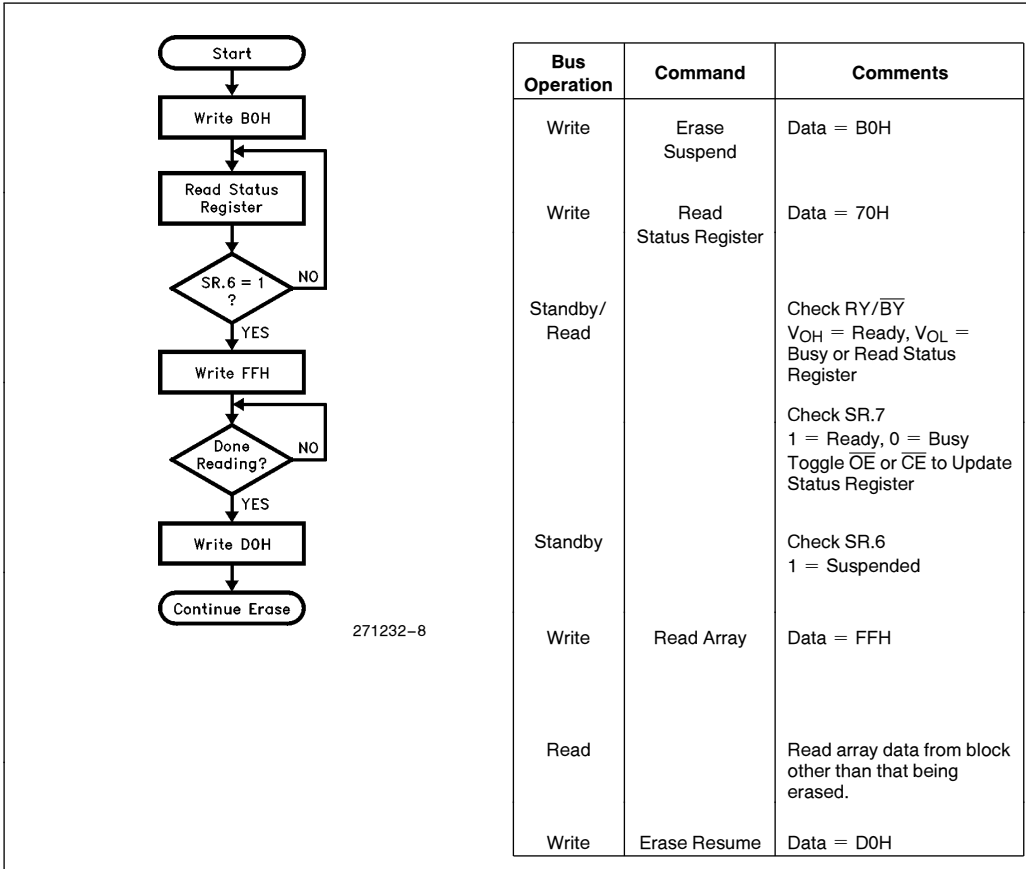 Start
Write B0H
Read Status
Register
SR.6 = 1
?
NO
YES
Write FFH
Done
Reading?
NO
YES
Write D0H
Continue Erase
271232-8
Bus
Operation
Command
Comments
Write
Erase
Suspend
Data = B0H
Write
Read
Status Register
Data = 70H
Standby/
Read
Check RY/B̅Y̅
VOH = Ready, VOL =
Busy or Read Status
Register
Check SR.7
1 = Ready, 0 = Busy
Toggle O̅E̅ or C̅E̅ to Update
Status Register
Standby
Check SR.6
1 = Suspended
Write
Read Array
Data = FFH
Read
Read array data from block
other than that being
erased.
Write
Erase Resume
Data = D0H